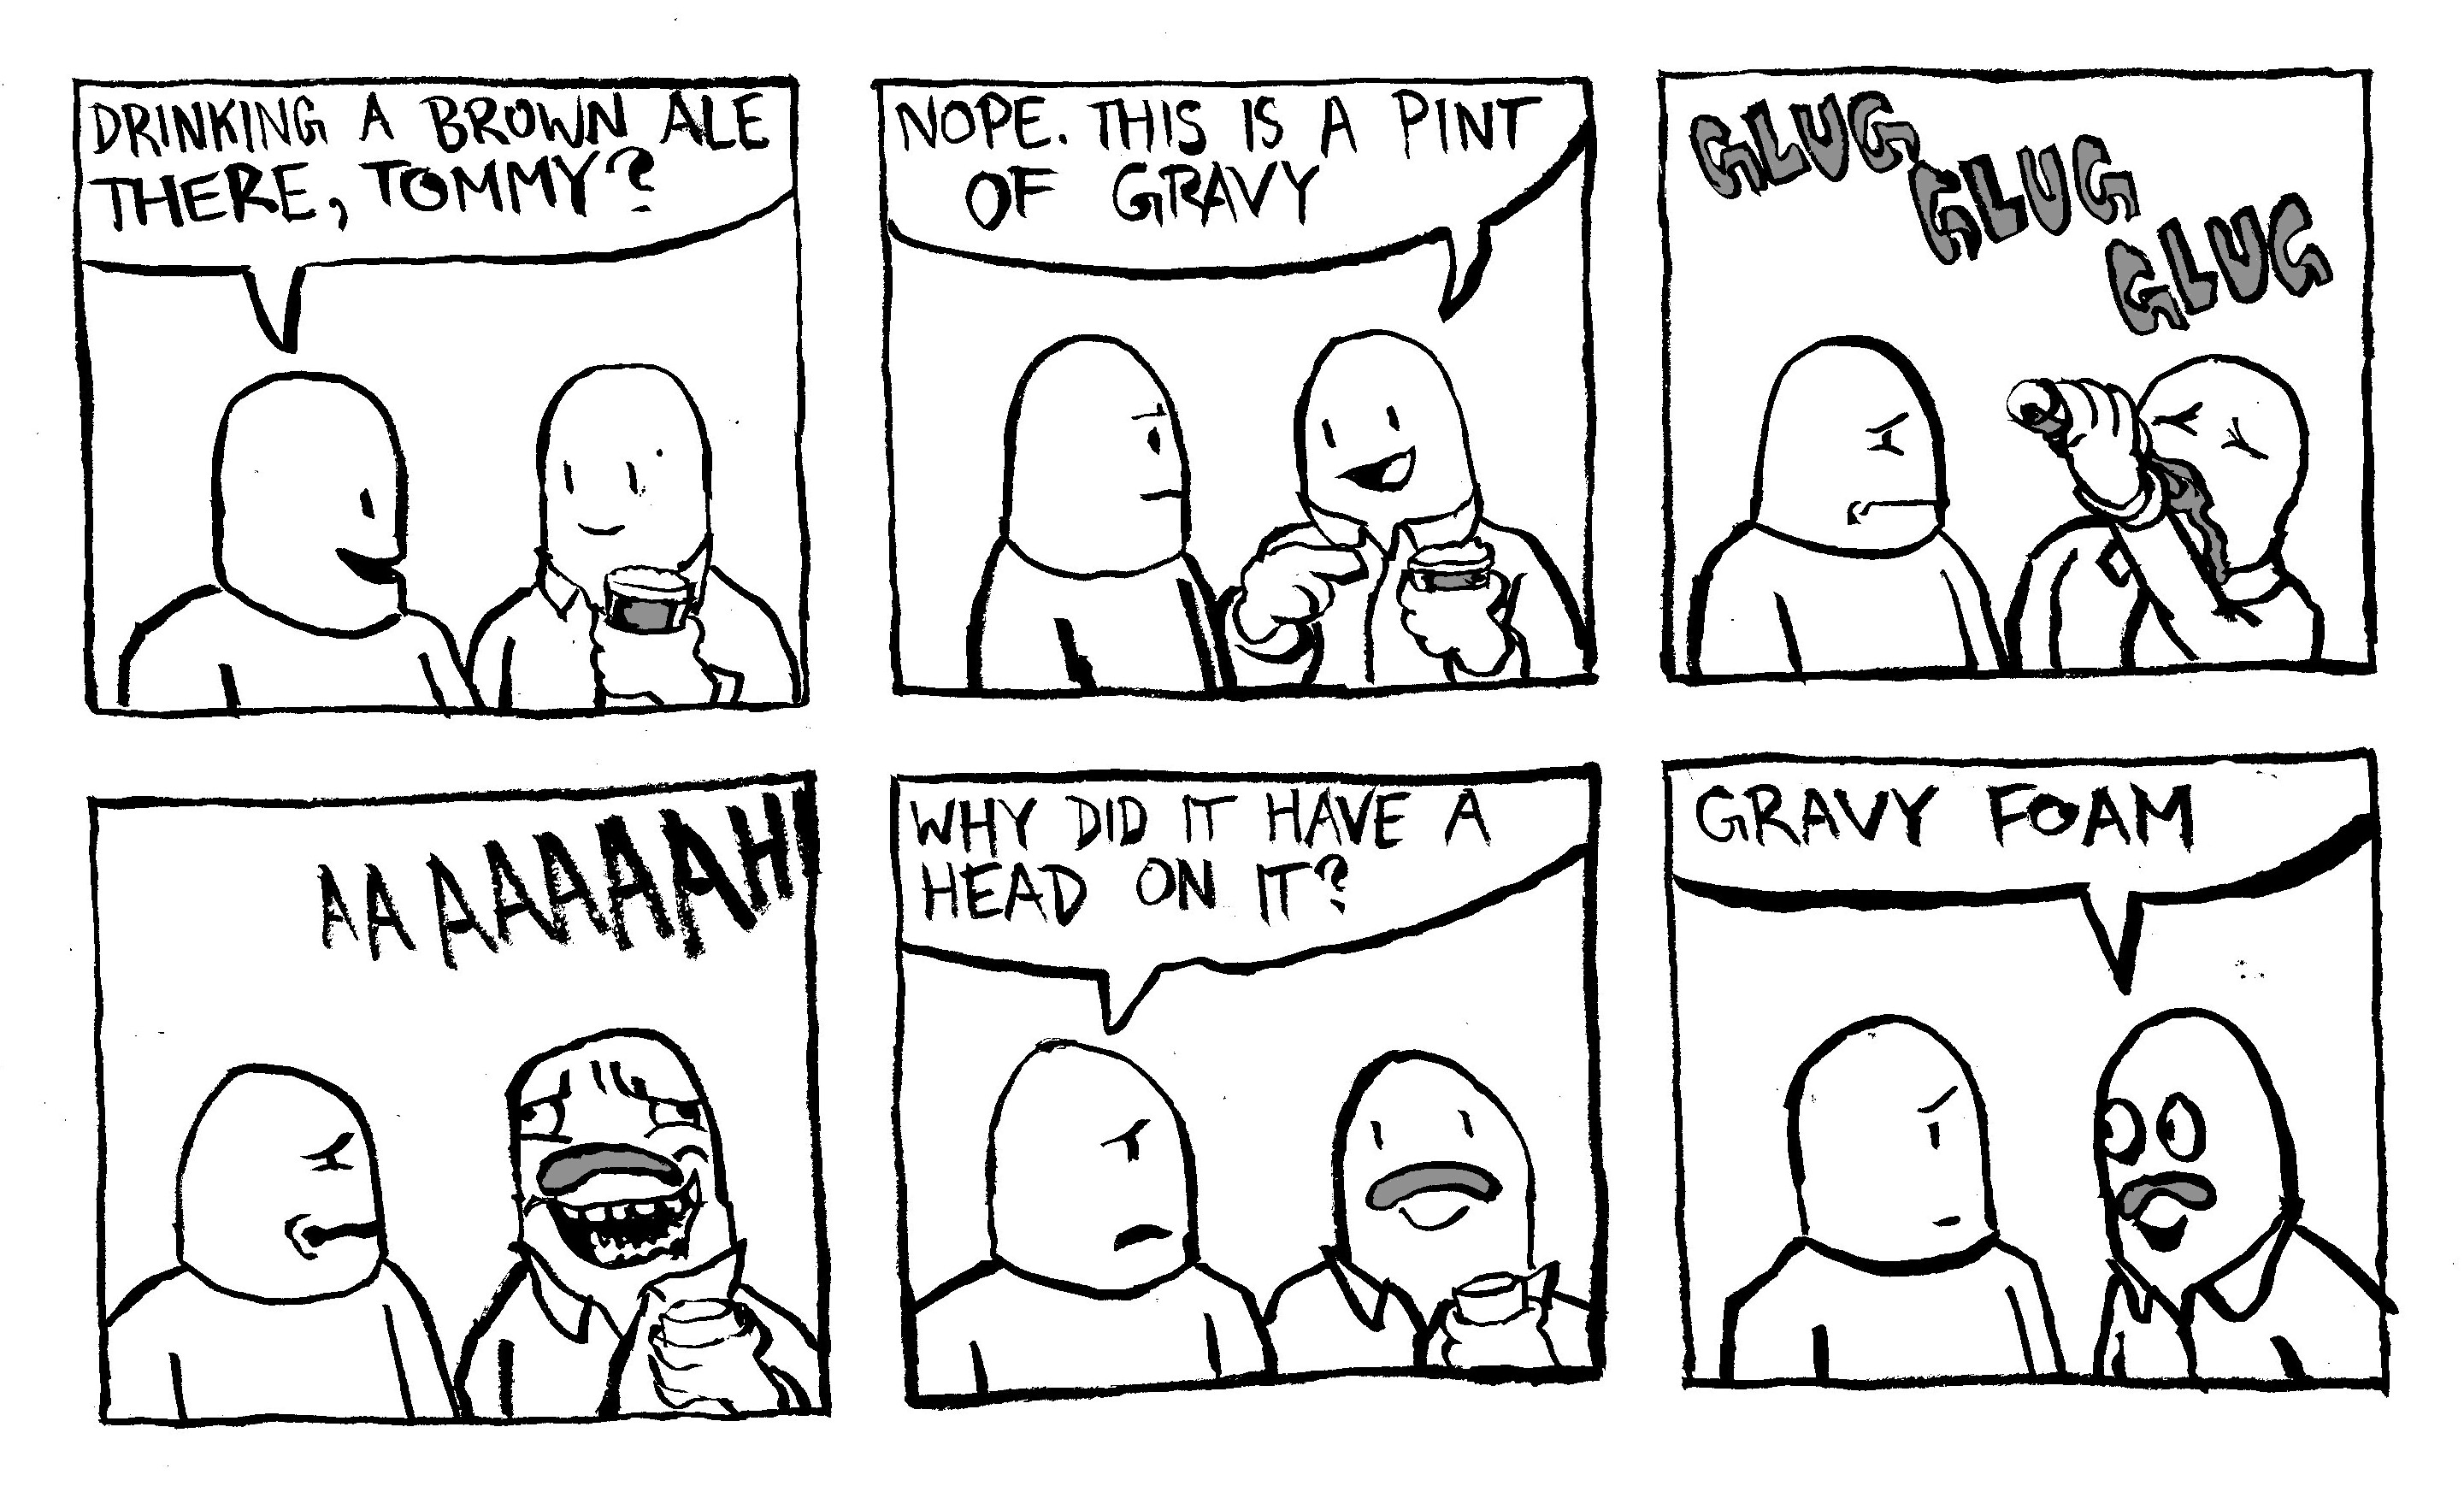 DRINKING A BROWN ALE
THERE, TOMMY?
NOPE. THIS IS A PINT
OF GRAVY
GLUG
GLUG
GLUG
AAAAAAAAH!
WHY DID IT HAVE A
HEAD ON IT?
GRAVY FOAM